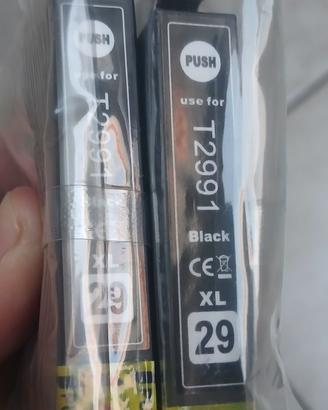 PUSH
use for
T2991
Black
XL
29
PUSH
use for
T2991
Black
CE
XL
29